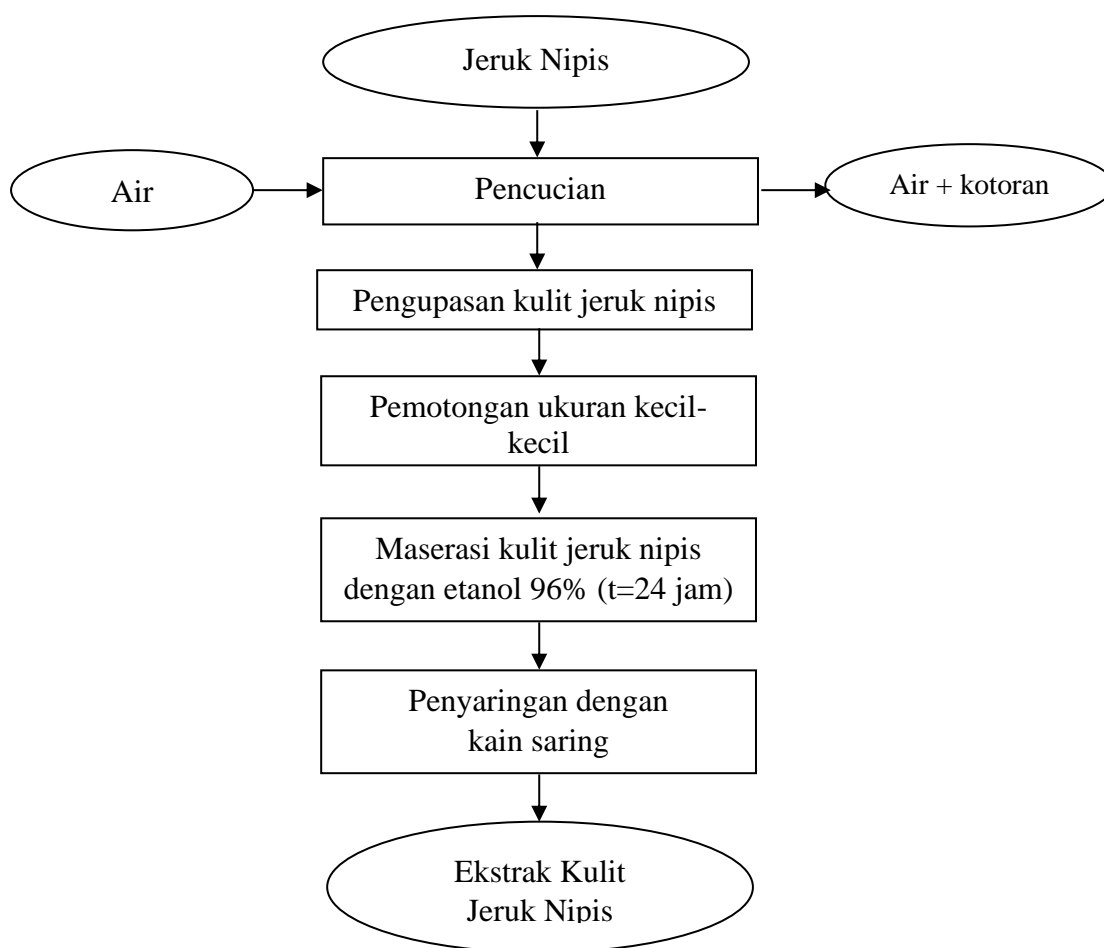 Jeruk Nipis
Air
Pencucian
Air + kotoran
Pengupasan kulit jeruk nipis
Pemotongan ukuran kecil-
kecil
Maserasi kulit jeruk nipis
dengan etanol 96% (t=24 jam)
Penyaringan dengan
kain saring
Ekstrak Kulit
Jeruk Nipis